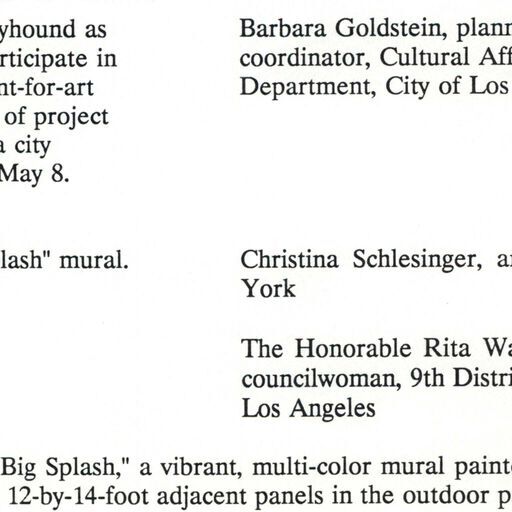 yhound as
rticipate in
nt-for-art
of project
a city
May 8.
Barbara Goldstein, plann
coordinator, Cultural Aff
Department, City of Los
lash" mural.
Christina Schlesinger, a
York
The Honorable Rita Wa
councilwoman, 9th Distri
Los Angeles
Big Splash," a vibrant, multi-color mural paint
12-by-14-foot adjacent panels in the outdoor p